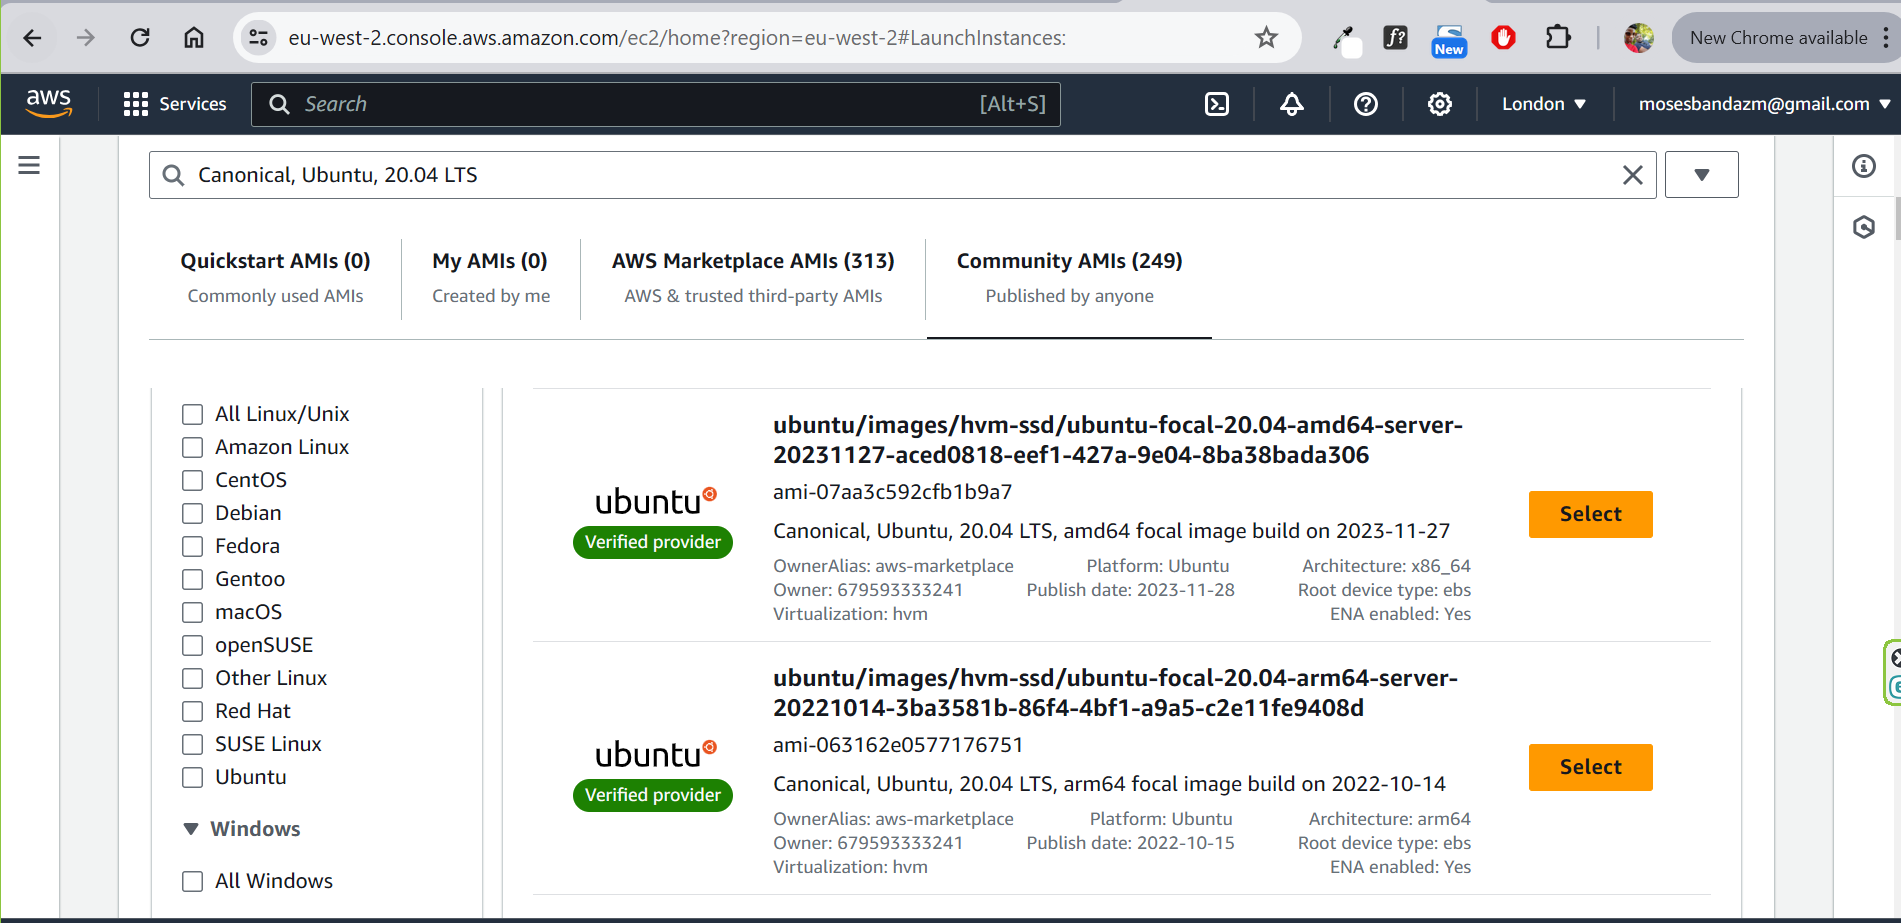 eu-west-2.console.aws.amazon.com/ec2/home?region=eu-west-2#LaunchInstances:
f?
New
New Chrome available
aws
Services
Search
[Alt+S]
London
mosesbandazm@gmail.com
Canonical, Ubuntu, 20.04 LTS
Quickstart AMIs (0)
Commonly used AMIs
My AMIs (0)
Created by me
AWS Marketplace AMIs (313)
AWS & trusted third-party AMIs
Community AMIs (249)
Published by anyone
All Linux/Unix
Amazon Linux
CentOS
Debian
Fedora
Gentoo
macOS
openSUSE
Other Linux
Red Hat
SUSE Linux
Ubuntu
Windows
All Windows
ubuntu
Verified provider
ubuntu/images/hvm-ssd/ubuntu-focal-20.04-amd64-server-
20231127-aced0818-eef1-427a-9e04-8ba38bada306
ami-07aa3c592cfb1b9a7
Canonical, Ubuntu, 20.04 LTS, amd64 focal image build on 2023-11-27
OwnerAlias: aws-marketplace Platform: Ubuntu Architecture: x86_64
Owner: 679593333241 Publish date: 2023-11-28 Root device type: ebs
Virtualization: hvm ENA enabled: Yes
Select
ubuntu
Verified provider
ubuntu/images/hvm-ssd/ubuntu-focal-20.04-arm64-server-
20221014-3ba3581b-86f4-4bf1-a9a5-c2e11fe9408d
ami-063162e0577176751
Canonical, Ubuntu, 20.04 LTS, arm64 focal image build on 2022-10-14
OwnerAlias: aws-marketplace Platform: Ubuntu Architecture: arm64
Owner: 679593333241 Publish date: 2022-10-15 Root device type: ebs
Virtualization: hvm ENA enabled: Yes
Select